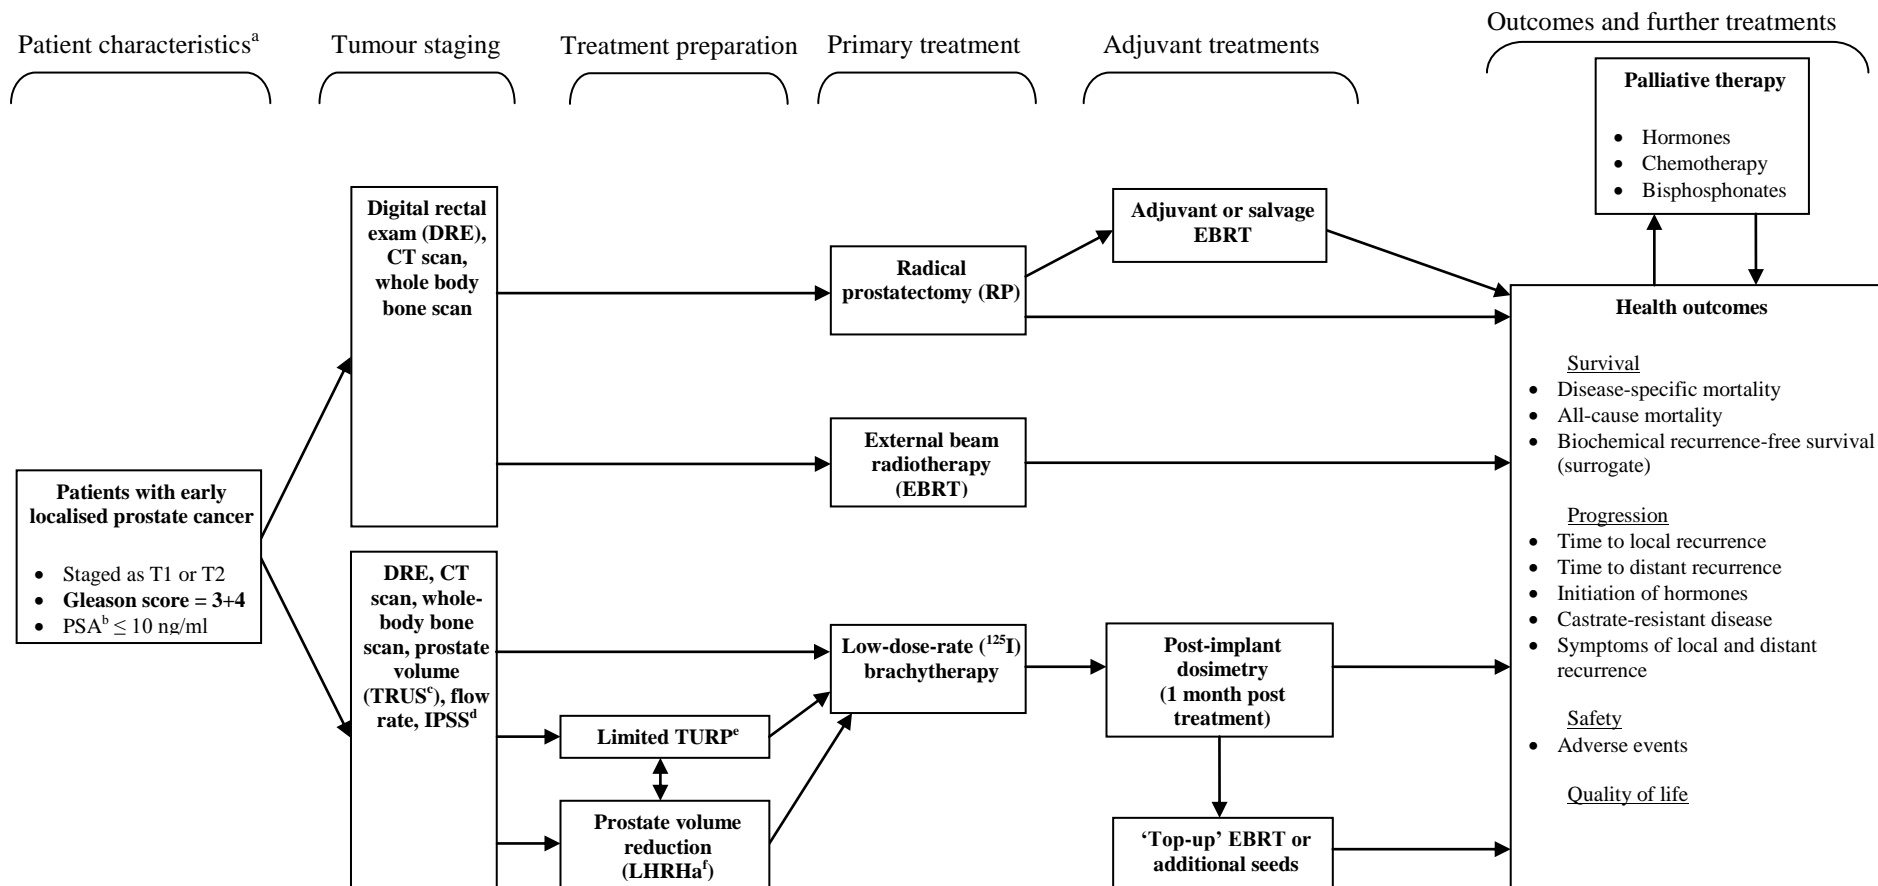 Patient characteristicsᵃ
Tumour staging
Treatment preparation
Primary treatment
Adjuvant treatments
Outcomes and further treatments
Palliative therapy
• Hormones
• Chemotherapy
• Bisphosphonates
Digital rectal
exam (DRE),
CT scan,
whole body
bone scan
Radical
prostatectomy (RP)
Adjuvant or salvage
EBRT
External beam
radiotherapy
(EBRT)
Patients with early
localised prostate cancer
• Staged as T1 or T2
• Gleason score = 3+4
• PSAᵇ ≤ 10 ng/ml
DRE, CT
scan, whole-
body bone
scan, prostate
volume
(TRUSᶜ), flow
rate, IPSSᵈ
Limited TURPᵉ
Prostate volume
reduction
(LHRHaᶠ)
Low-dose-rate (¹²⁵I)
brachytherapy
Post-implant
dosimetry
(1 month post
treatment)
‘Top-up’ EBRT or
additional seeds
Health outcomes
Survival
• Disease-specific mortality
• All-cause mortality
• Biochemical recurrence-free survival
(surrogate)
Progression
• Time to local recurrence
• Time to distant recurrence
• Initiation of hormones
• Castrate-resistant disease
• Symptoms of local and distant
recurrence
Safety
• Adverse events
Quality of life